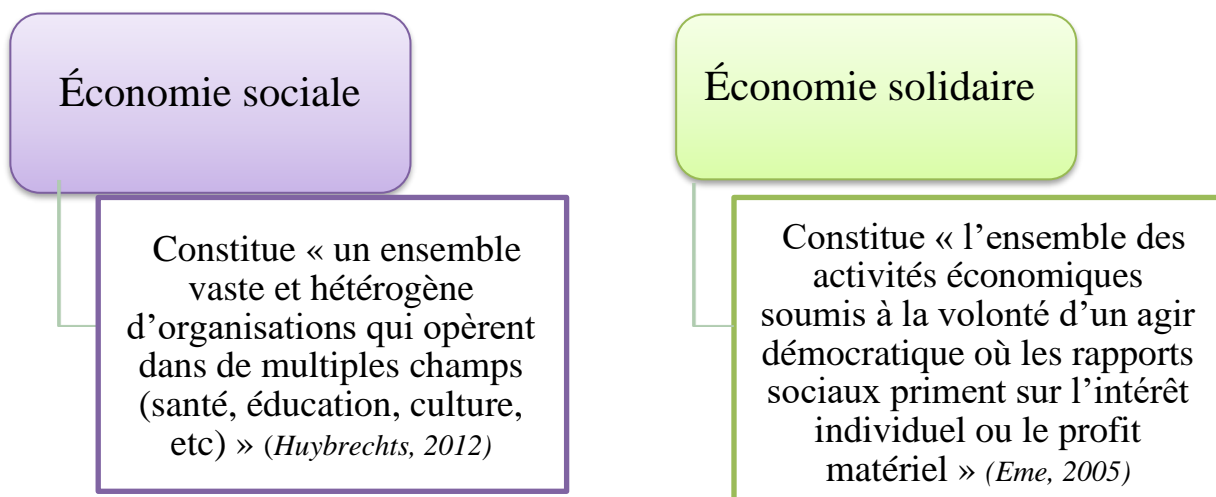 Économie sociale
Constitue « un ensemble
vaste et hétérogène
d’organisations qui opèrent
dans de multiples champs
(santé, éducation, culture,
etc) » (Huybrechts, 2012)
Économie solidaire
Constitue « l’ensemble des
activités économiques
soumis à la volonté d’un agir
démocratique où les rapports
sociaux priment sur l’intérêt
individuel ou le profit
matériel » (Eme, 2005)